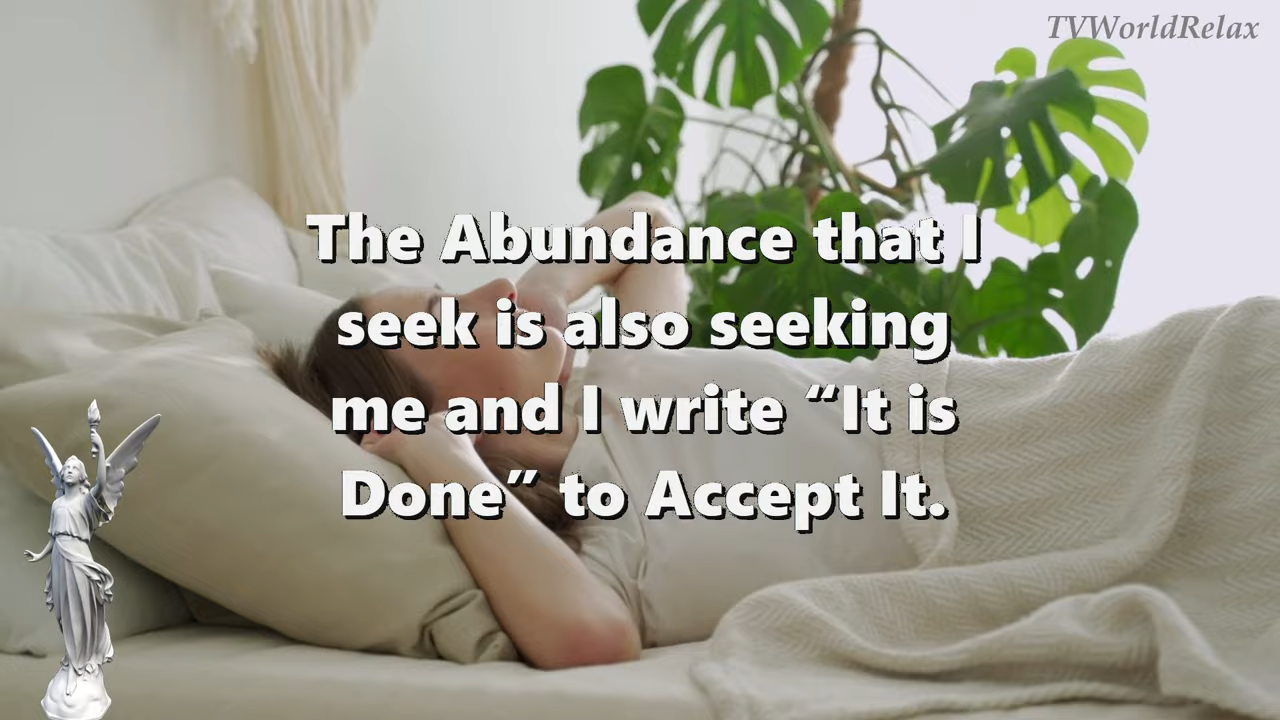 TVWorldRelax
The Abundance that I
seek is also seeking
me and I write “It is
Done” to Accept It.